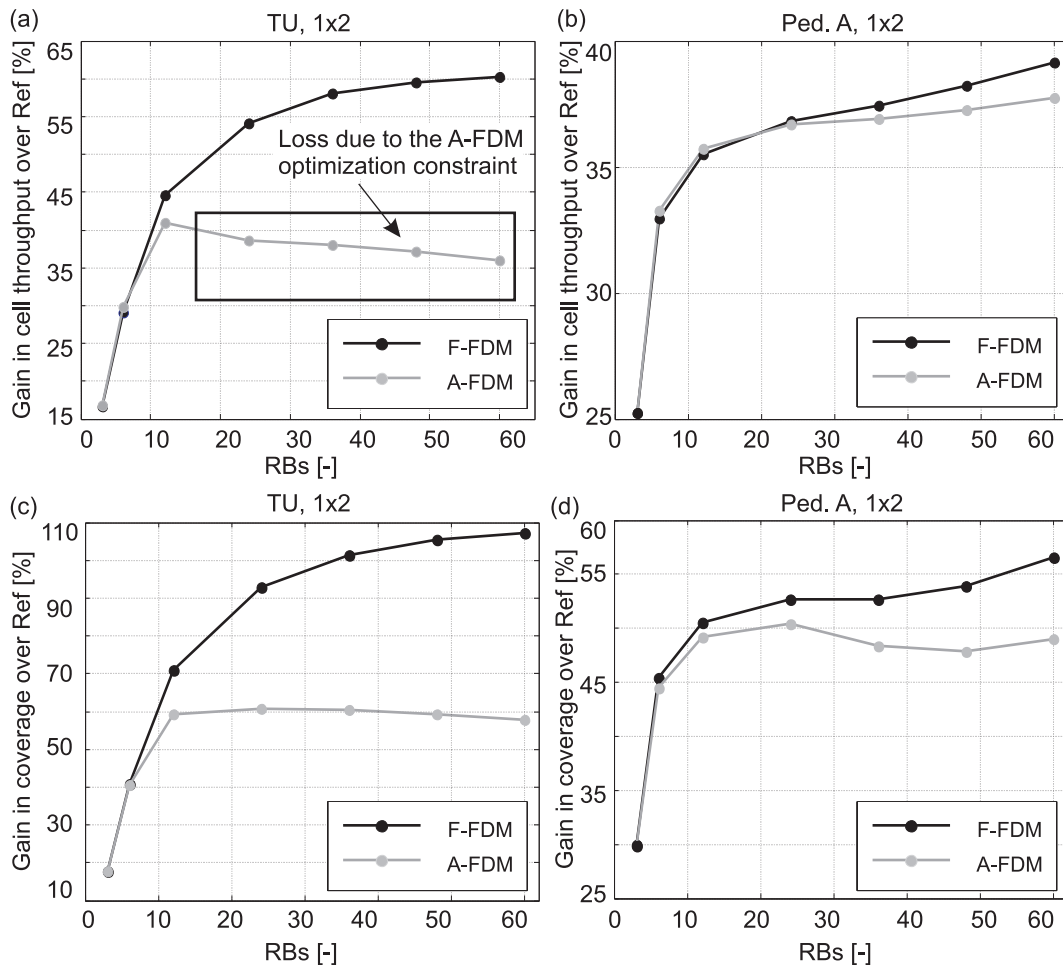 (a)
TU, 1x2
Gain in cell throughput over Ref [%]
65
55
45
35
25
15
Loss due to the A-FDM
optimization constraint
F-FDM
A-FDM
0 10 20 30 40 50 60
RBs [-]
(b)
Ped. A, 1x2
Gain in cell throughput over Ref [%]
40
35
30
25
F-FDM
A-FDM
0 10 20 30 40 50 60
RBs [-]
(c)
TU, 1x2
Gain in coverage over Ref [%]
110
90
70
50
30
10
F-FDM
A-FDM
0 10 20 30 40 50 60
RBs [-]
(d)
Ped. A, 1x2
Gain in coverage over Ref [%]
60
55
45
35
25
F-FDM
A-FDM
0 10 20 30 40 50 60
RBs [-]